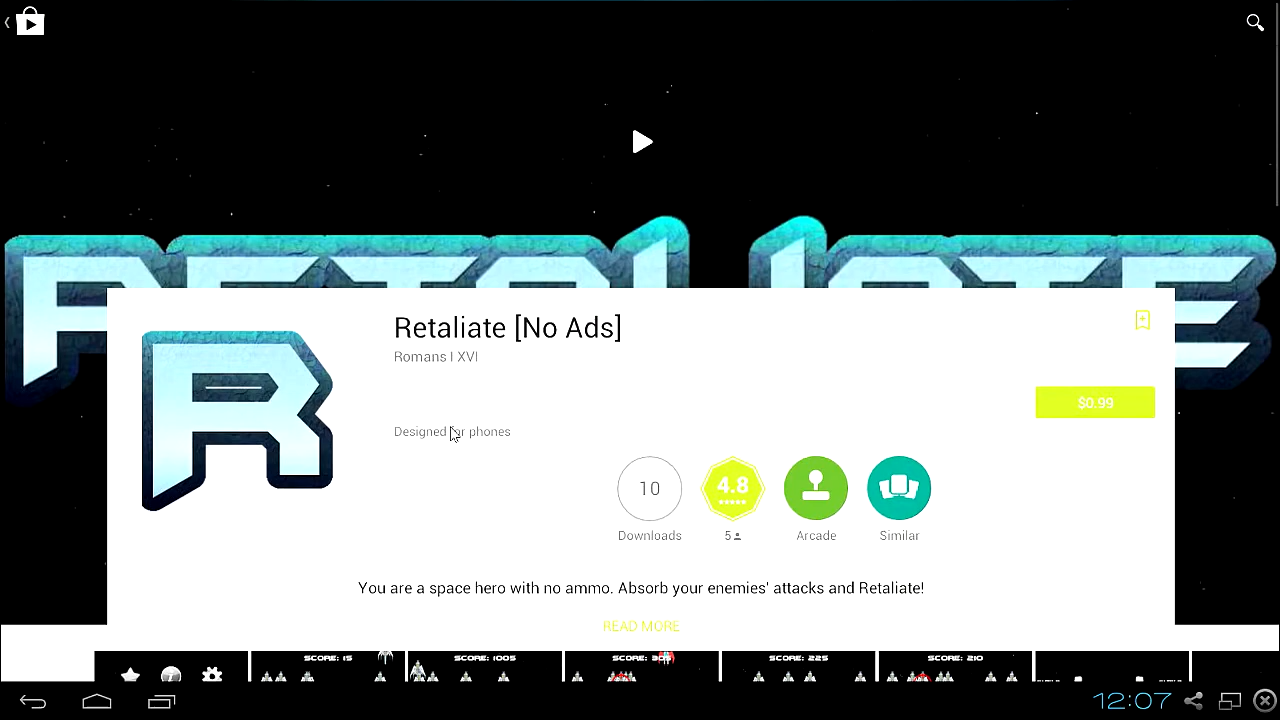 RETALIATE
Retaliate [No Ads]
Romans I XVI
$0.99
Designed for phones
10
4.8
Downloads
5
Arcade
Similar
You are a space hero with no ammo. Absorb your enemies' attacks and Retaliate!
READ MORE
SCORE: 15
SCORE: 1005
SCORE:
SCORE: 225
SCORE: 210
12:07